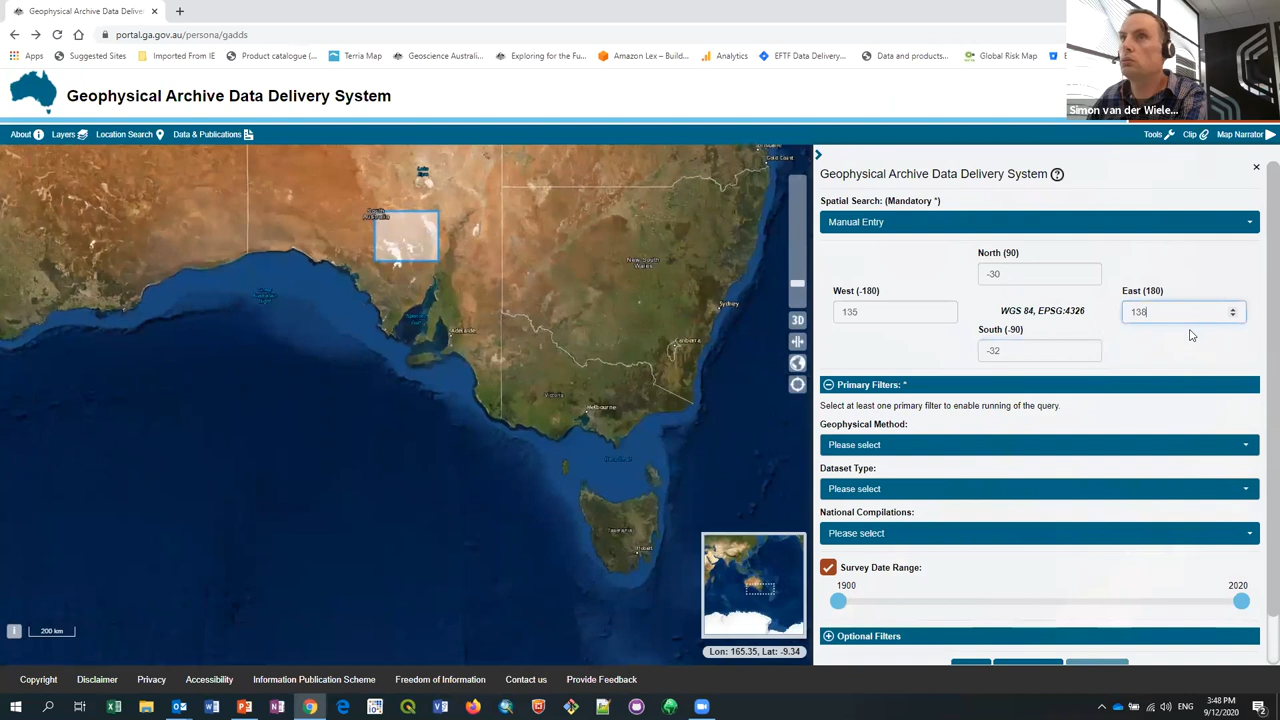 Geophysical Archive Data Deliver
portal.ga.gov.au/persona/gadds
Apps
Suggested Sites
Imported From IE
Product catalogue (...
Terria Map
Geoscience Australi...
Exploring for the Fu...
Amazon Lex – Build...
Analytics
EFTF Data Delivery...
Data and products...
Global Risk Map
Simon van der Wiele...
Geophysical Archive Data Delivery System
About
Layers
Location Search
Data & Publications
Tools
Clip
Map Narrator
Gold Coast
South Australia
New South Wales
Sydney
Adelaide
Canberra
Victoria
Melbourne
Tasmania
Hobart
3D
200 km
Lon: 165.35, Lat: -9.34
Geophysical Archive Data Delivery System
Spatial Search: (Mandatory *)
Manual Entry
North (90)
-30
West (-180)
East (180)
135
WGS 84, EPSG:4326
138
South (-90)
-32
Primary Filters: *
Select at least one primary filter to enable running of the query.
Geophysical Method:
Please select
Dataset Type:
Please select
National Compilations:
Please select
Survey Date Range:
1900
2020
Optional Filters
Copyright
Disclaimer
Privacy
Accessibility
Information Publication Scheme
Freedom of Information
Contact us
Privacy Feedback
3:48 PM
9/12/2020